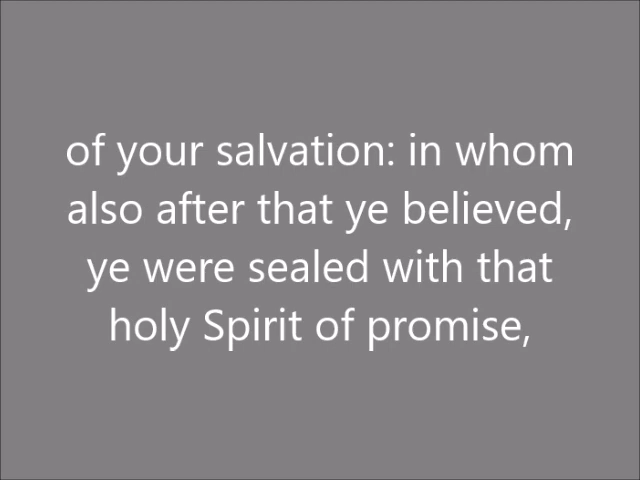 of your salvation: in whom
also after that ye believed,
ye were sealed with that
holy Spirit of promise,